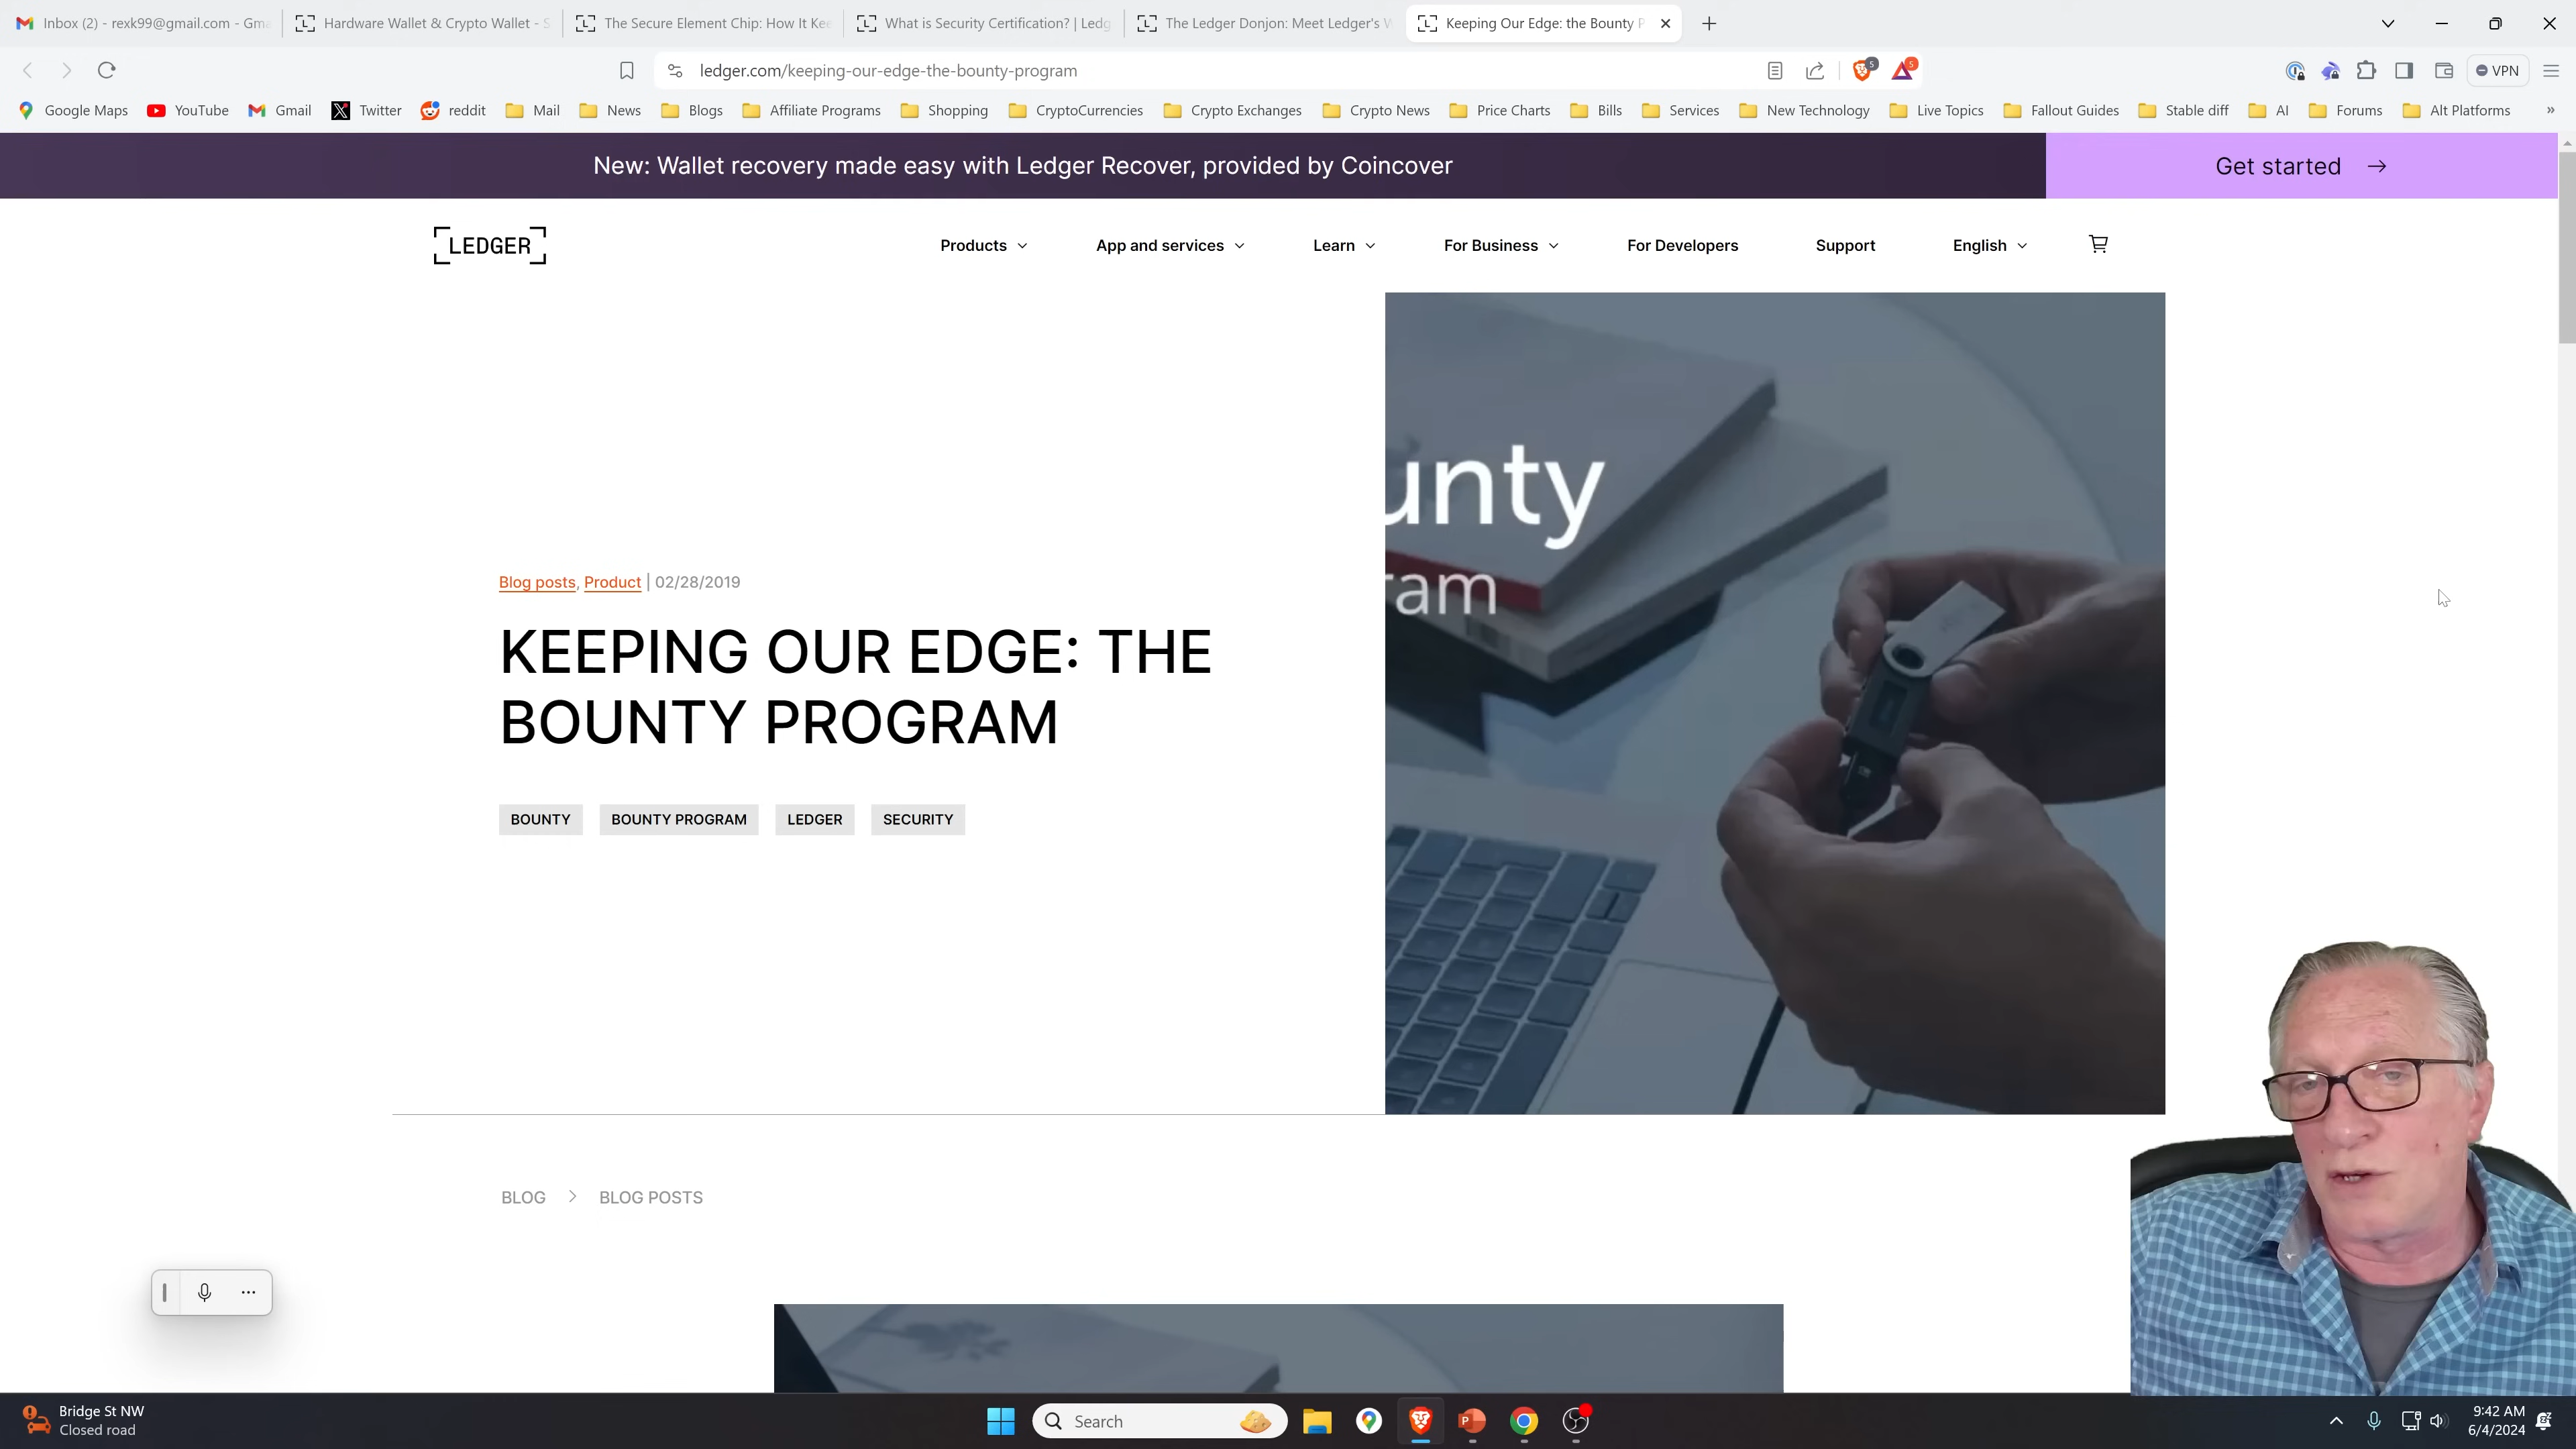 Inbox (2) - rexk99@gmail.com - Gma
Hardware Wallet & Crypto Wallet - S
The Secure Element Chip: How It Kee
What is Security Certification? | Ledg
The Ledger Donjon: Meet Ledger's W
Keeping Our Edge: the Bounty P
ledger.com/keeping-our-edge-the-bounty-program
5
5
VPN
Google Maps
YouTube
Gmail
Twitter
reddit
Mail
News
Blogs
Affiliate Programs
Shopping
CryptoCurrencies
Crypto Exchanges
Crypto News
Price Charts
Bills
Services
New Technology
Live Topics
Fallout Guides
Stable diff
AI
Forums
Alt Platforms
»
New: Wallet recovery made easy with Ledger Recover, provided by Coincover
Get started →
LEDGER
Products
App and services
Learn
For Business
For Developers
Support
English
unty
ram
Blog posts, Product | 02/28/2019
KEEPING OUR EDGE: THE
BOUNTY PROGRAM
BOUNTY
BOUNTY PROGRAM
LEDGER
SECURITY
BLOG > BLOG POSTS
Bridge St NW
Closed road
Search
9:42 AM
6/4/2024